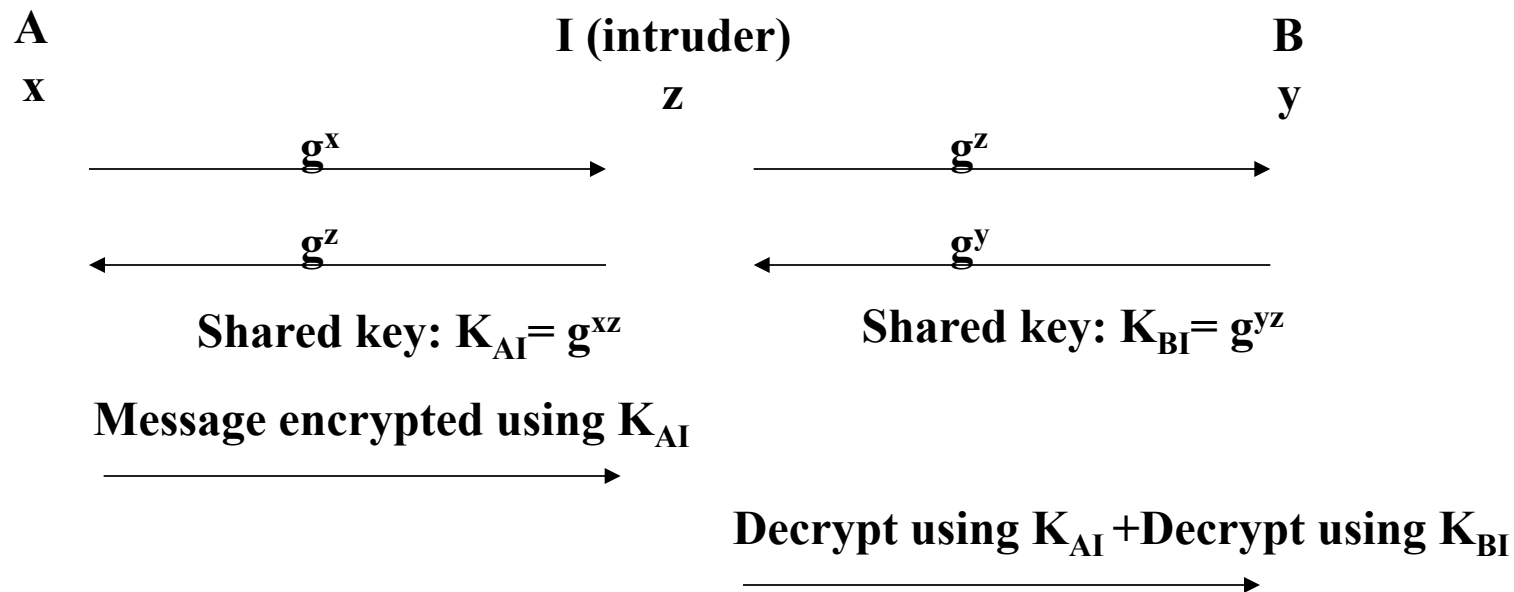 A I (intruder) B
x z y
g^x g^z
g^z g^y
Shared key: K_AI= g^xz Shared key: K_BI= g^yz
Message encrypted using K_AI
Decrypt using K_AI +Decrypt using K_BI